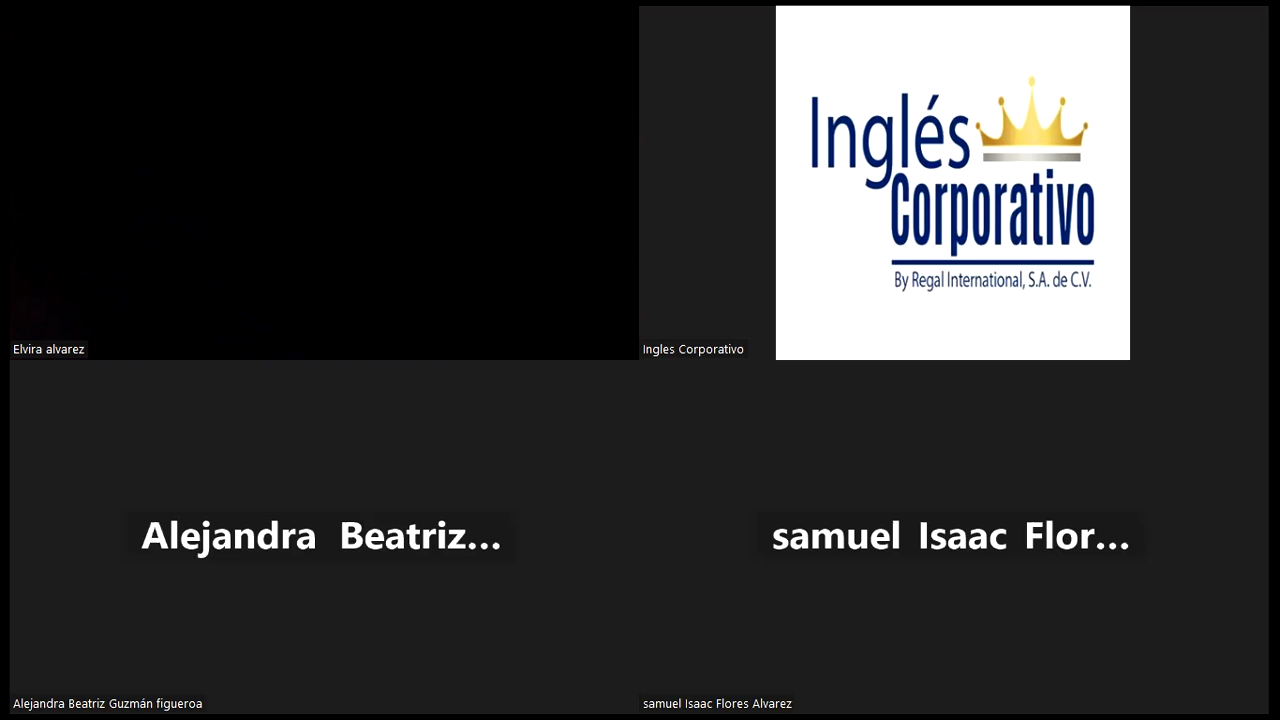 Inglés
Corporativo
By Regal International, S.A. de C.V.
Elvira alvarez
Ingles Corporativo
Alejandra Beatriz...
samuel Isaac Flor...
Alejandra Beatriz Guzmán figueroa
samuel Isaac Flores Alvarez